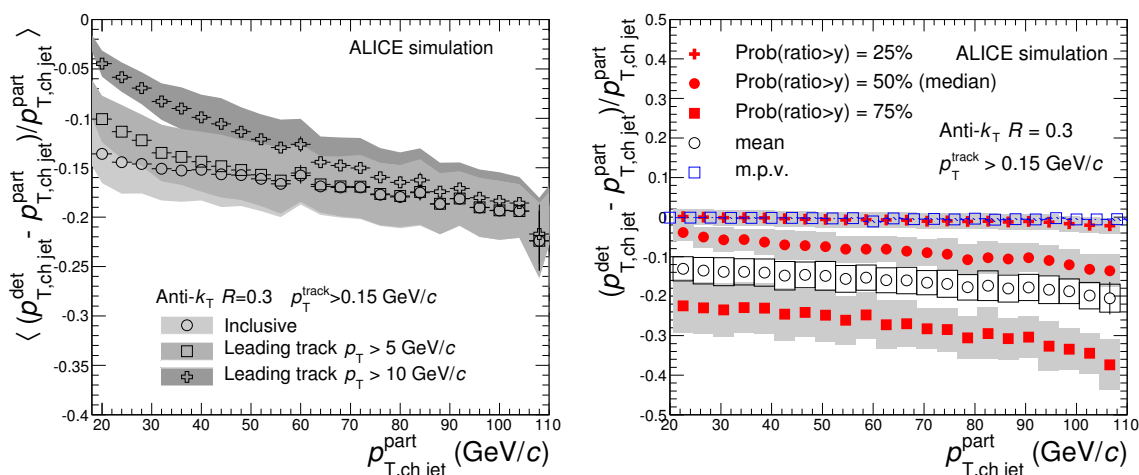 ALICE simulation
-0.05
-0.1
-0.15
-0.2
-0.25
-0.3
-0.35
-0.4
⟨ (p_T,ch jet^det - p_T,ch jet^part)/p_T,ch jet^part ⟩
Anti-k_T R=0.3 p_T^track>0.15 GeV/c
Inclusive
Leading track p_T > 5 GeV/c
Leading track p_T > 10 GeV/c
20 30 40 50 60 70 80 90 100 110
p_T,ch jet^part (GeV/c)
0.5
0.4
0.3
0.2
0.1
0
-0.1
-0.2
-0.3
-0.4
-0.5
(p_T,ch jet^det - p_T,ch jet^part)/p_T,ch jet^part
Prob(ratio>y) = 25% ALICE simulation
Prob(ratio>y) = 50% (median)
Prob(ratio>y) = 75%
mean Anti-k_T R = 0.3
m.p.v. p_T^track > 0.15 GeV/c
20 30 40 50 60 70 80 90 100 110
p_T,ch jet^part (GeV/c)